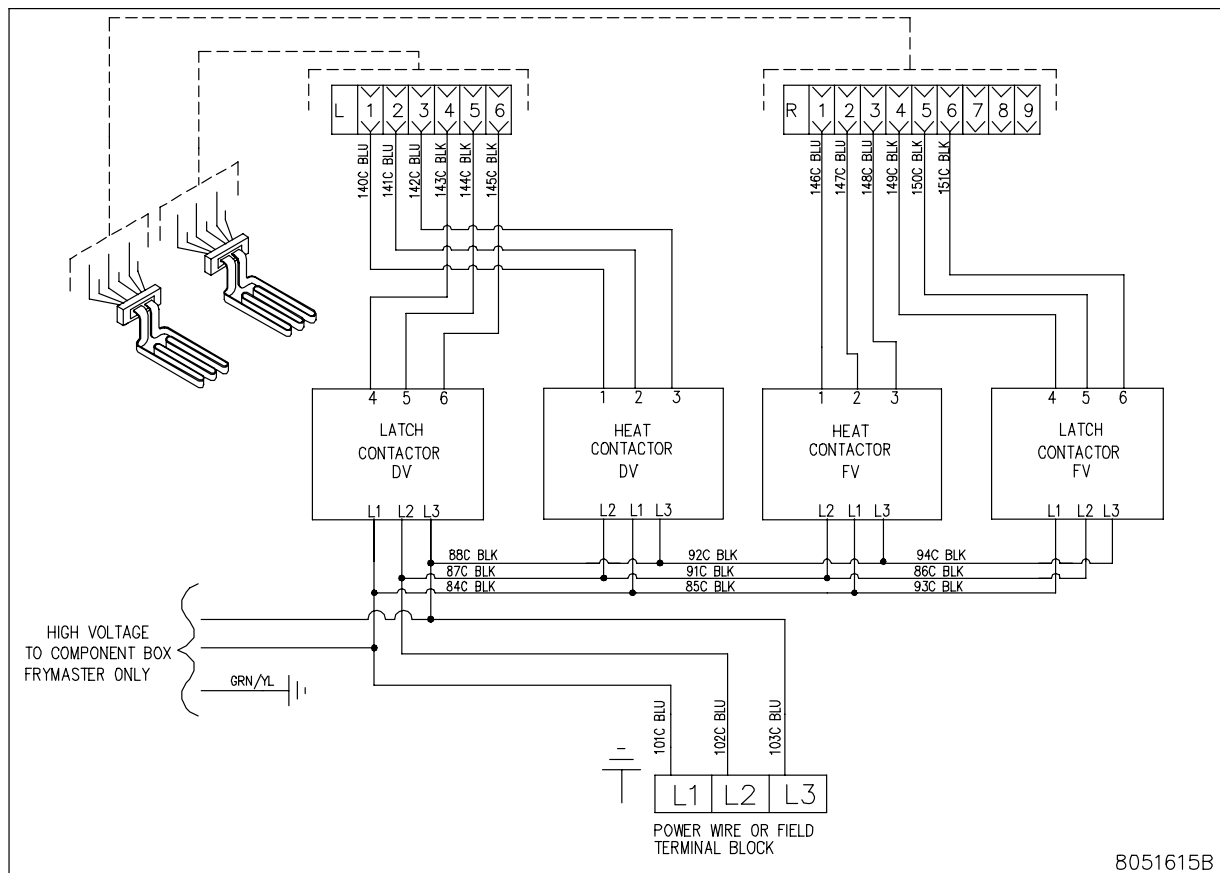 L 1 2 3 4 5 6
R 1 2 3 4 5 6 7 8 9
140C BLU
141C BLU
142C BLU
143C BLK
144C BLK
145C BLK
146C BLU
147C BLU
148C BLU
149C BLK
150C BLK
151C BLK
4 5 6
LATCH
CONTACTOR
DV
L1 L2 L3
1 2 3
HEAT
CONTACTOR
DV
L2 L1 L3
1 2 3
HEAT
CONTACTOR
FV
L2 L1 L3
4 5 6
LATCH
CONTACTOR
FV
L1 L2 L3
88C BLK 92C BLK 94C BLK
87C BLK 91C BLK 86C BLK
84C BLK 85C BLK 93C BLK
HIGH VOLTAGE
TO COMPONENT BOX
FRYMASTER ONLY
GRN/YL
101C BLU
102C BLU
103C BLU
L1 L2 L3
POWER WIRE OR FIELD
TERMINAL BLOCK
8051615B